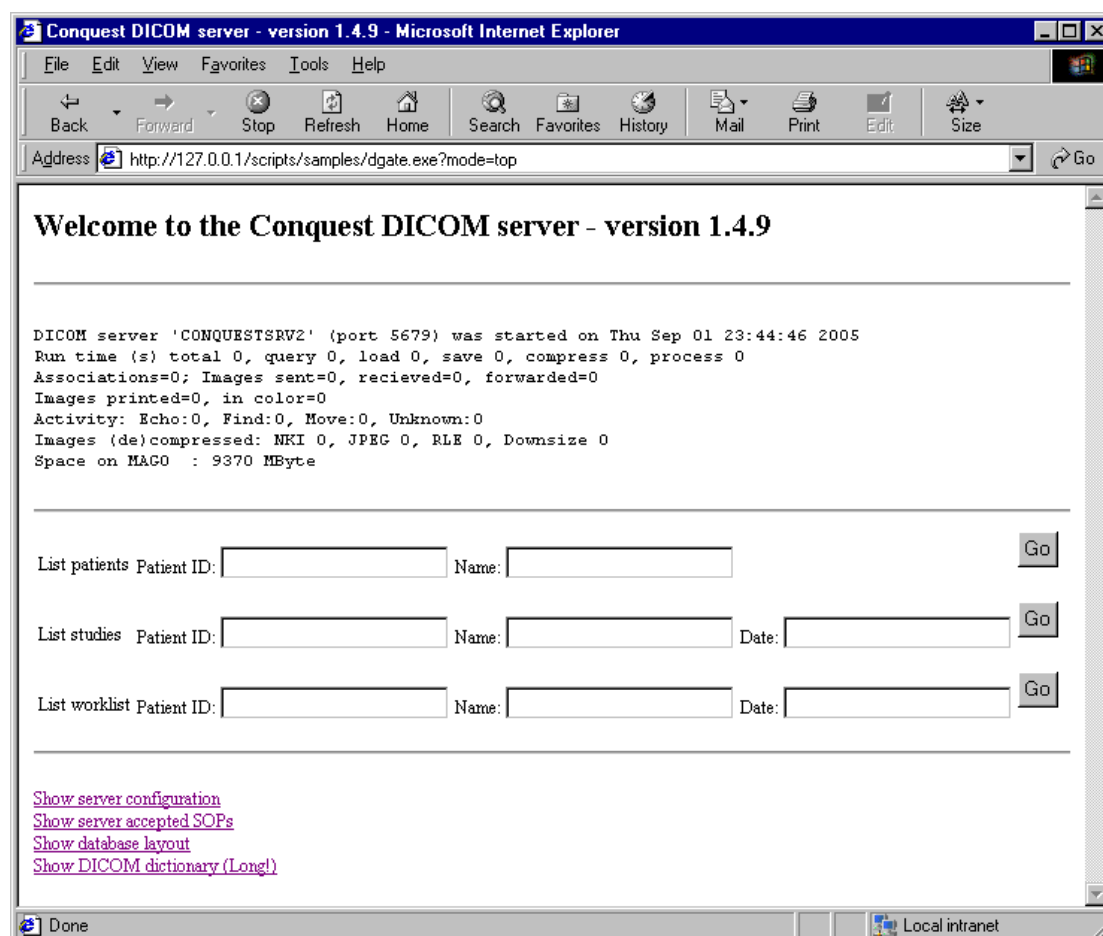 Conquest DICOM server - version 1.4.9 - Microsoft Internet Explorer
File Edit View Favorites Tools Help
Back Forward Stop Refresh Home Search Favorites History Mail Print Edit Size
Address http://127.0.0.1/scripts/samples/dgate.exe?mode=top Go
Welcome to the Conquest DICOM server - version 1.4.9
DICOM server 'CONQUESTSRV2' (port 5679) was started on Thu Sep 01 23:44:46 2005
Run time (s) total 0, query 0, load 0, save 0, compress 0, process 0
Associations=0; Images sent=0, recieved=0, forwarded=0
Images printed=0, in color=0
Activity: Echo:0, Find:0, Move:0, Unknown:0
Images (de)compressed: NKI 0, JPEG 0, RLE 0, Downsize 0
Space on MAG0  : 9370 MByte
List patients Patient ID: Name: Go
List studies Patient ID: Name: Date: Go
List worklist Patient ID: Name: Date: Go
Show server configuration
Show server accepted SOPs
Show database layout
Show DICOM dictionary (Long!)
Done Local intranet